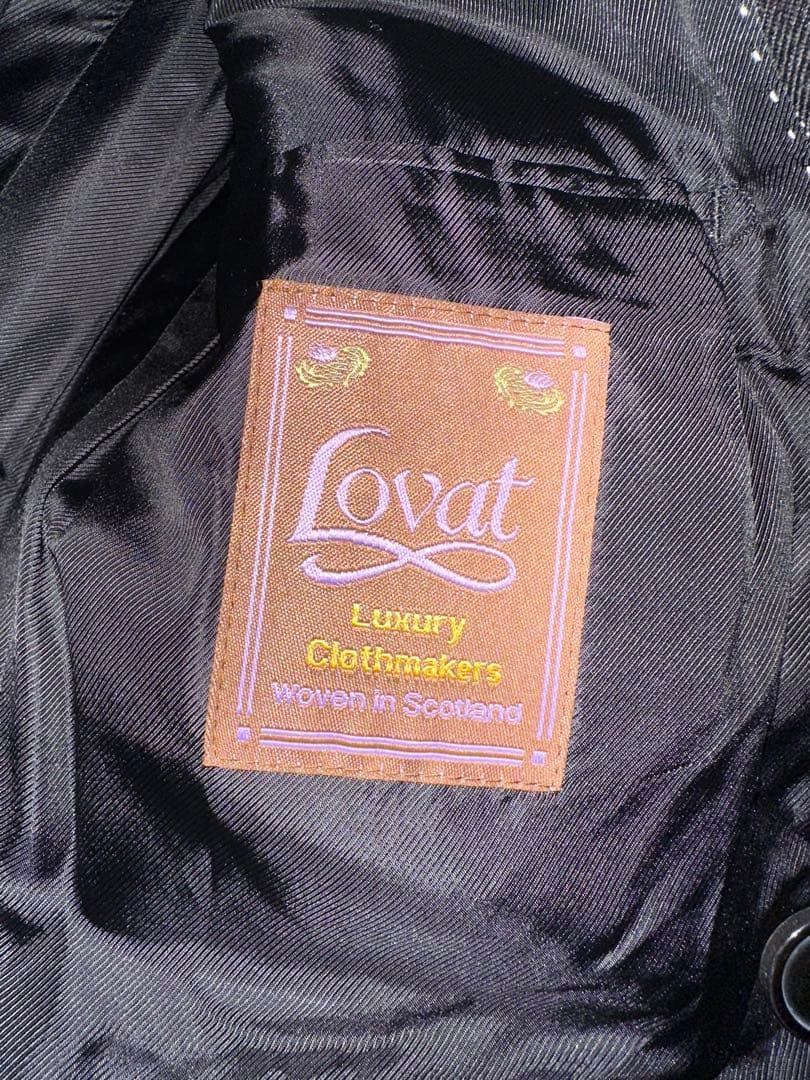 Lovat
Luxury
Clothmakers
woven in Scotland